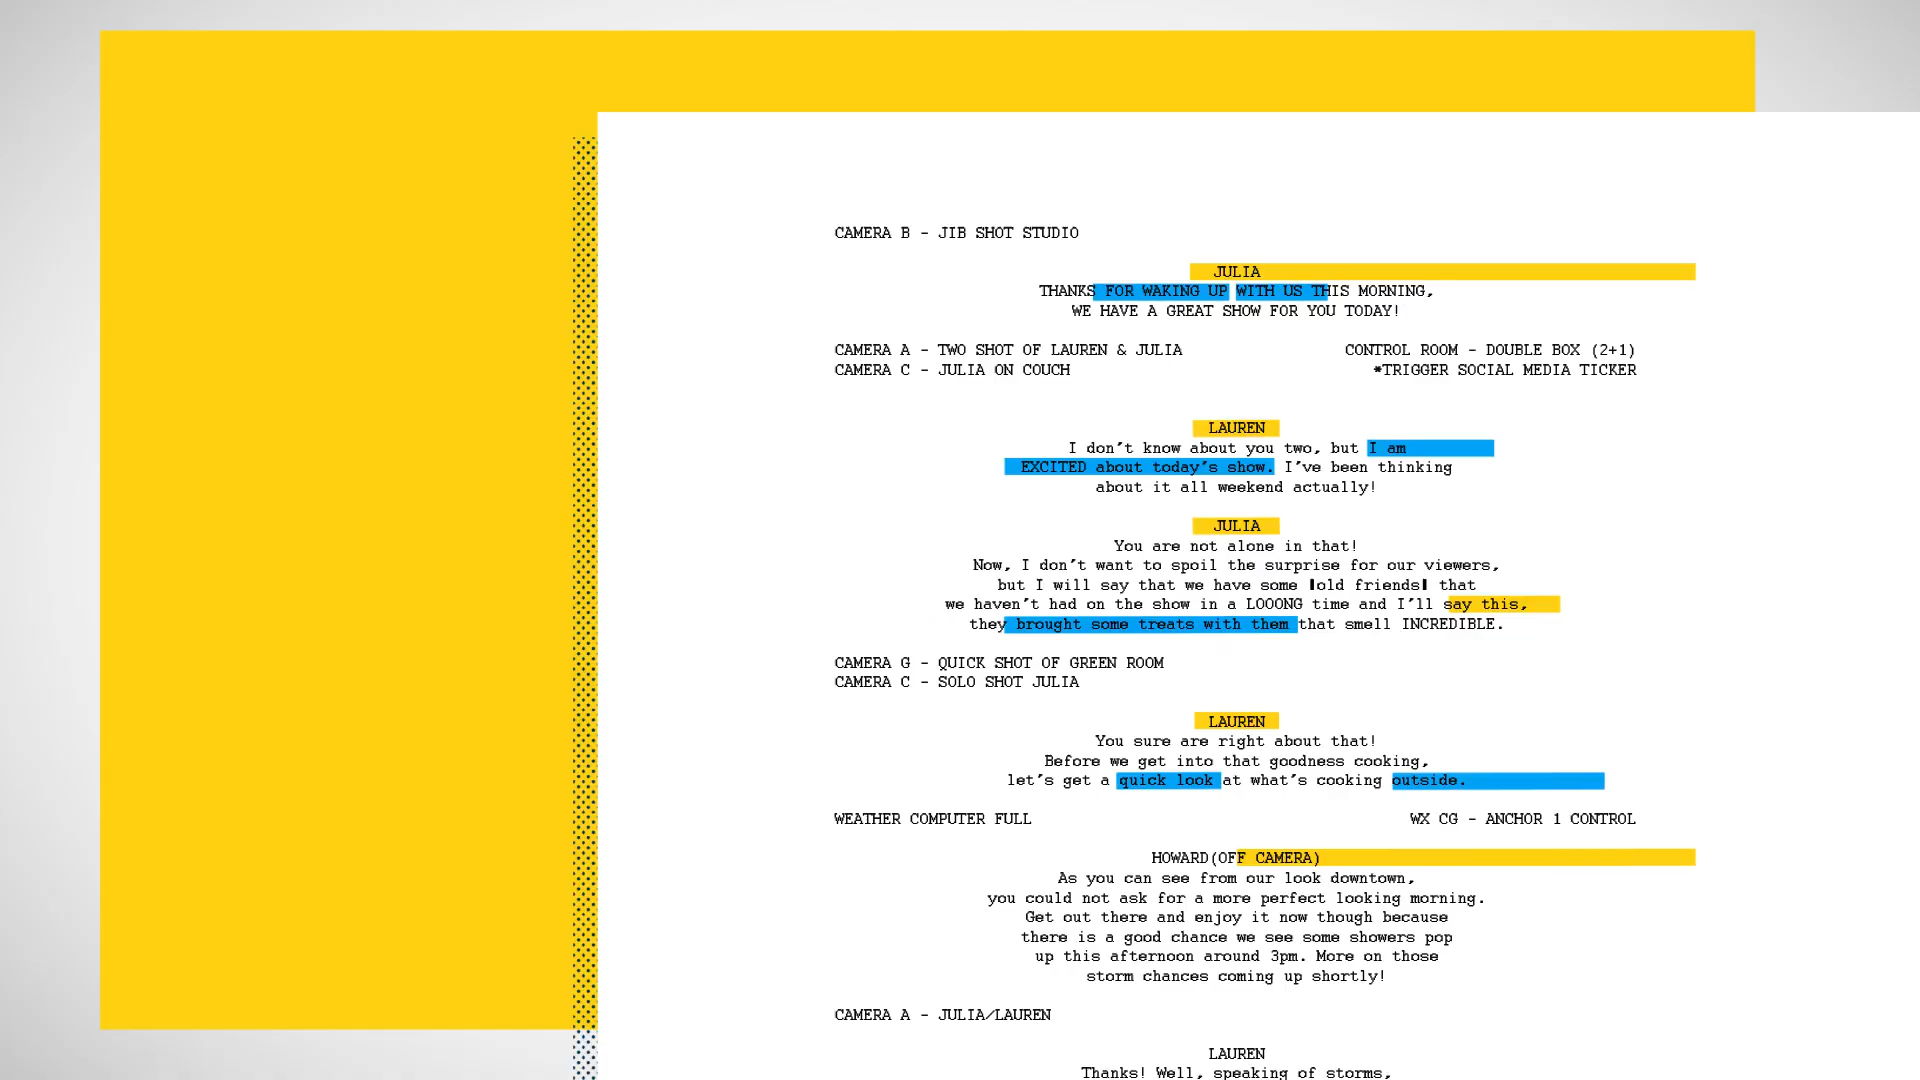 CAMERA B - JIB SHOT STUDIO
JULIA
THANKS FOR WAKING UP WITH US THIS MORNING,
WE HAVE A GREAT SHOW FOR YOU TODAY!
CAMERA A - TWO SHOT OF LAUREN & JULIA CONTROL ROOM - DOUBLE BOX (2+1)
CAMERA C - JULIA ON COUCH *TRIGGER SOCIAL MEDIA TICKER
LAUREN
I don't know about you two, but I am
EXCITED about today's show. I've been thinking
about it all weekend actually!
JULIA
You are not alone in that!
Now, I don't want to spoil the surprise for our viewers,
but I will say that we have some ▌old friends▌ that
we haven't had on the show in a LOOONG time and I'll say this,
they brought some treats with them that smell INCREDIBLE.
CAMERA G - QUICK SHOT OF GREEN ROOM
CAMERA C - SOLO SHOT JULIA
LAUREN
You sure are right about that!
Before we get into that goodness cooking,
let's get a quick look at what's cooking outside.
WEATHER COMPUTER FULL WX CG - ANCHOR 1 CONTROL
HOWARD(OFF CAMERA)
As you can see from our look downtown,
you could not ask for a more perfect looking morning.
Get out there and enjoy it now though because
there is a good chance we see some showers pop
up this afternoon around 3pm. More on those
storm chances coming up shortly!
CAMERA A - JULIA/LAUREN
LAUREN
Thanks! Well, speaking of storms,